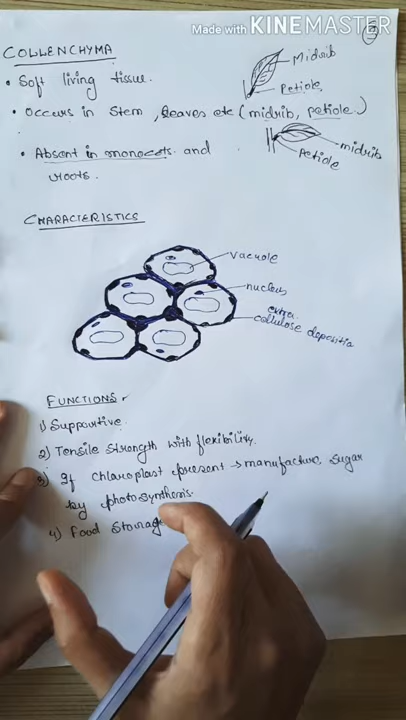 Made with KINEMASTER
3
COLLENCHYMA
Midrib
Petiole
• Soft living tissue.
• Occurs in Stem, leaves etc (midrib, petiole)
midrib
Petiole
• Absent in monocots and
roots.
CHARACTERISTICS
vacuole
nucleus
extra
cellulose depositio
FUNCTIONS
1) Supportive
2) Tensile strength with flexibility.
3) If chloroplast present → manufacture sugar
by photosynthesis.
4) Food Storage